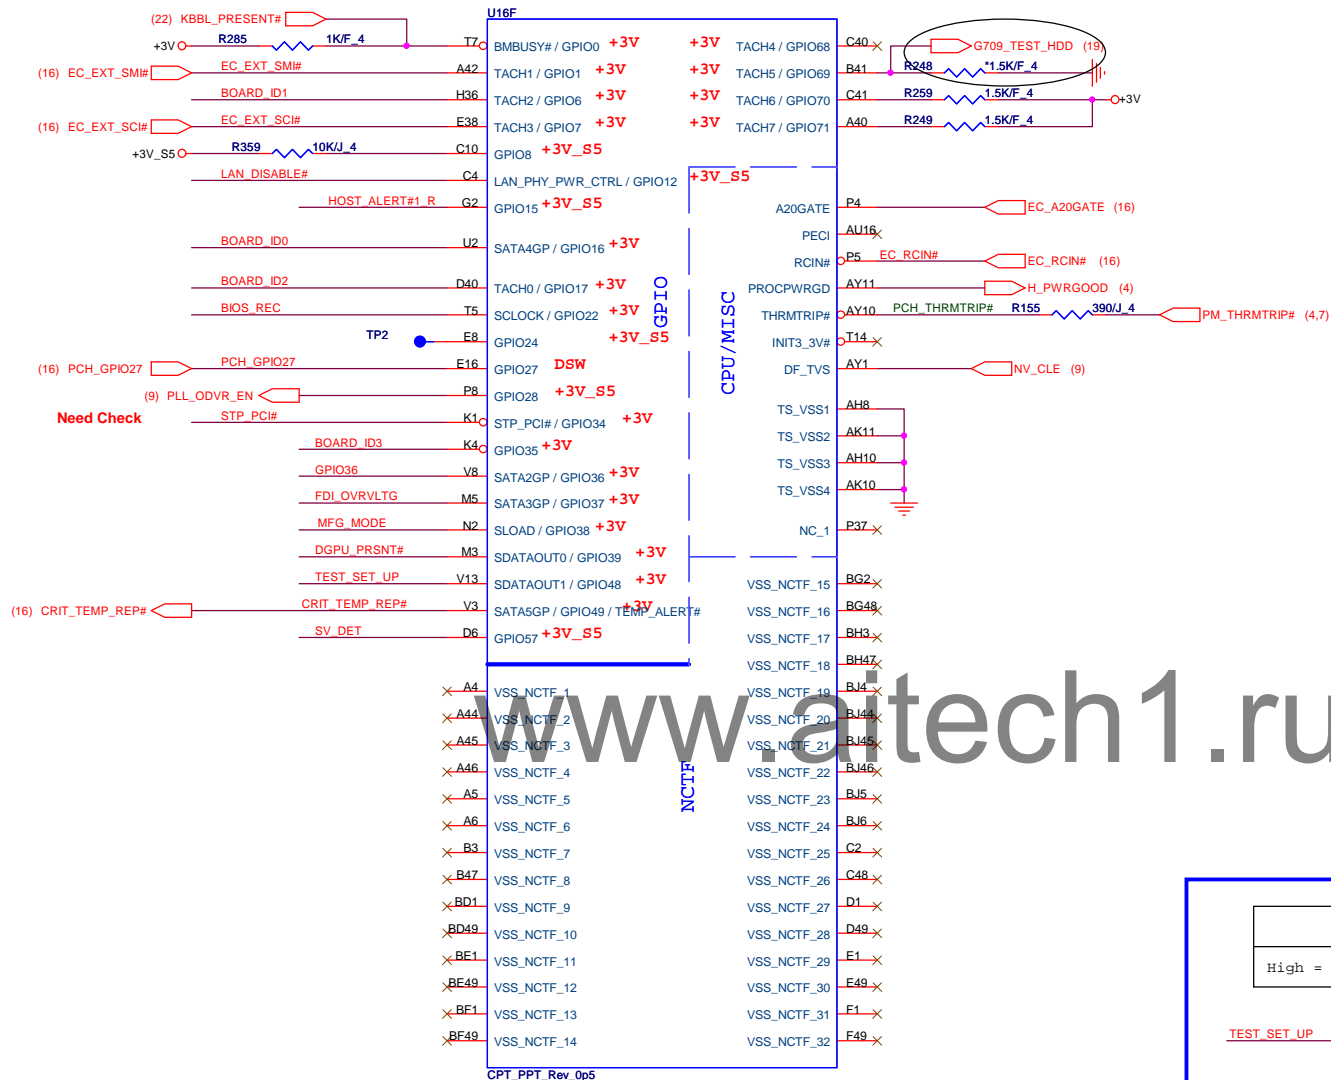 U16F
(22) KBBL_PRESENT#
+3V R285 1K/F_4 T7 BMBUSY# / GPIO0 +3V
(16) EC_EXT_SMI# EC_EXT_SMI# A42 TACH1 / GPIO1 +3V
BOARD_ID1 H36 TACH2 / GPIO6 +3V
(16) EC_EXT_SCI# EC_EXT_SCI# E38 TACH3 / GPIO7 +3V
+3V_S5 R359 10K/J_4 C10 GPIO8 +3V_S5
LAN_DISABLE# C4 LAN_PHY_PWR_CTRL / GPIO12 +3V_S5
HOST_ALERT#1_R G2 GPIO15 +3V_S5
BOARD_ID0 U2 SATA4GP / GPIO16 +3V
BOARD_ID2 D40 TACH0 / GPIO17 +3V
BIOS_REC T5 SCLOCK / GPIO22 +3V
TP2 E8 GPIO24 +3V_S5
(16) PCH_GPIO27 PCH_GPIO27 E16 GPIO27 DSW
(9) PLL_ODVR_EN P8 GPIO28 +3V_S5
Need Check STP_PCI# K1 STP_PCI# / GPIO34 +3V
BOARD_ID3 K4 GPIO35 +3V
GPIO36 V8 SATA2GP / GPIO36 +3V
FDI_OVRVLTG M5 SATA3GP / GPIO37 +3V
MFG_MODE N2 SLOAD / GPIO38 +3V
DGPU_PRSNT# M3 SDATAOUT0 / GPIO39 +3V
TEST_SET_UP V13 SDATAOUT1 / GPIO48 +3V
(16) CRIT_TEMP_REP# CRIT_TEMP_REP# V3 SATA5GP / GPIO49 / TEMP_ALERT# +3V
SV_DET D6 GPIO57 +3V_S5
A4 VSS_NCTF_1
A44 VSS_NCTF_2
A45 VSS_NCTF_3
A46 VSS_NCTF_4
A5 VSS_NCTF_5
A6 VSS_NCTF_6
B3 VSS_NCTF_7
B47 VSS_NCTF_8
BD1 VSS_NCTF_9
BD49 VSS_NCTF_10
BE1 VSS_NCTF_11
BE49 VSS_NCTF_12
BF1 VSS_NCTF_13
BF49 VSS_NCTF_14
GPIO
CPU/MISC
NCTF
+3V TACH4 / GPIO68 C40
G709_TEST_HDD (19)
+3V TACH5 / GPIO69 B41 R248 *1.5K/F_4
+3V TACH6 / GPIO70 C41 R259 1.5K/F_4 +3V
+3V TACH7 / GPIO71 A40 R249 1.5K/F_4
A20GATE P4 EC_A20GATE (16)
PECI AU16
RCIN# P5 EC_RCIN# EC_RCIN# (16)
PROCPWRGD AY11 H_PWRGOOD (4)
THRMTRIP# AY10 PCH_THRMTRIP# R155 390/J_4 PM_THRMTRIP# (4,7)
INIT3_3V# T14
DF_TVS AY1 NV_CLE (9)
TS_VSS1 AH8
TS_VSS2 AK11
TS_VSS3 AH10
TS_VSS4 AK10
NC_1 P37
VSS_NCTF_15 BG2
VSS_NCTF_16 BG48
VSS_NCTF_17 BH3
VSS_NCTF_18 BH47
VSS_NCTF_19 BJ4
VSS_NCTF_20 BJ44
VSS_NCTF_21 BJ45
VSS_NCTF_22 BJ46
VSS_NCTF_23 BJ5
VSS_NCTF_24 BJ6
VSS_NCTF_25 C2
VSS_NCTF_26 C48
VSS_NCTF_27 D1
VSS_NCTF_28 D49
VSS_NCTF_29 E1
VSS_NCTF_30 E49
VSS_NCTF_31 F1
VSS_NCTF_32 F49
CPT_PPT_Rev_0p5
www.aitech1.ru
High =
TEST_SET_UP